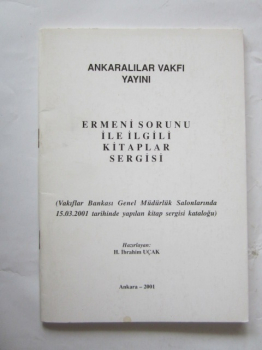 ANKARALILAR VAKFI
YAYINI
ERMENİ SORUNU
İLE İLGİLİ
KİTAPLAR
SERGİSİ
(Vakıflar Bankası Genel Müdürlük Salonlarında
15.03.2001 tarihinde yapılan kitap sergisi kataloğu)
Hazırlayan:
H. İbrahim UÇAK
Ankara – 2001